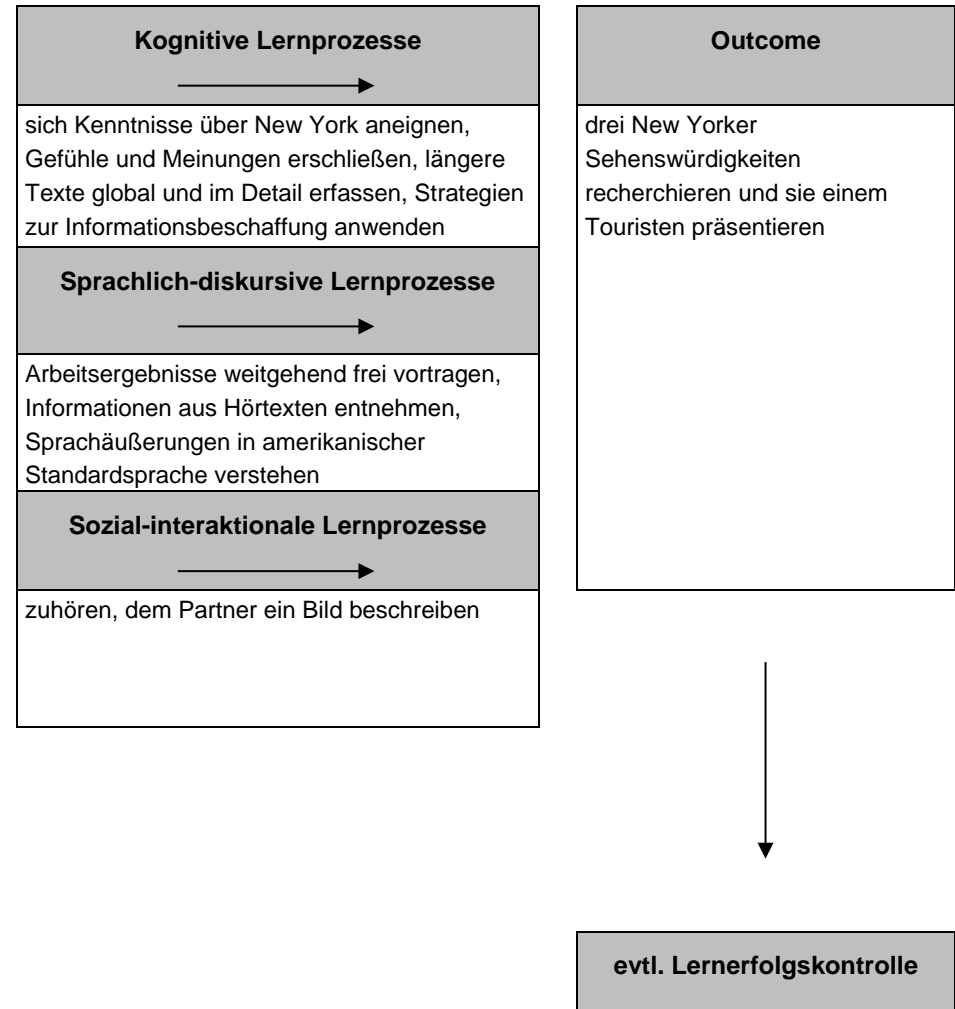 Kognitive Lernprozesse
sich Kenntnisse über New York aneignen,
Gefühle und Meinungen erschließen, längere
Texte global und im Detail erfassen, Strategien
zur Informationsbeschaffung anwenden
Sprachlich-diskursive Lernprozesse
Arbeitsergebnisse weitgehend frei vortragen,
Informationen aus Hörtexten entnehmen,
Sprachäußerungen in amerikanischer
Standardsprache verstehen
Sozial-interaktionale Lernprozesse
zuhören, dem Partner ein Bild beschreiben
Outcome
drei New Yorker
Sehenswürdigkeiten
recherchieren und sie einem
Touristen präsentieren
evtl. Lernerfolgskontrolle